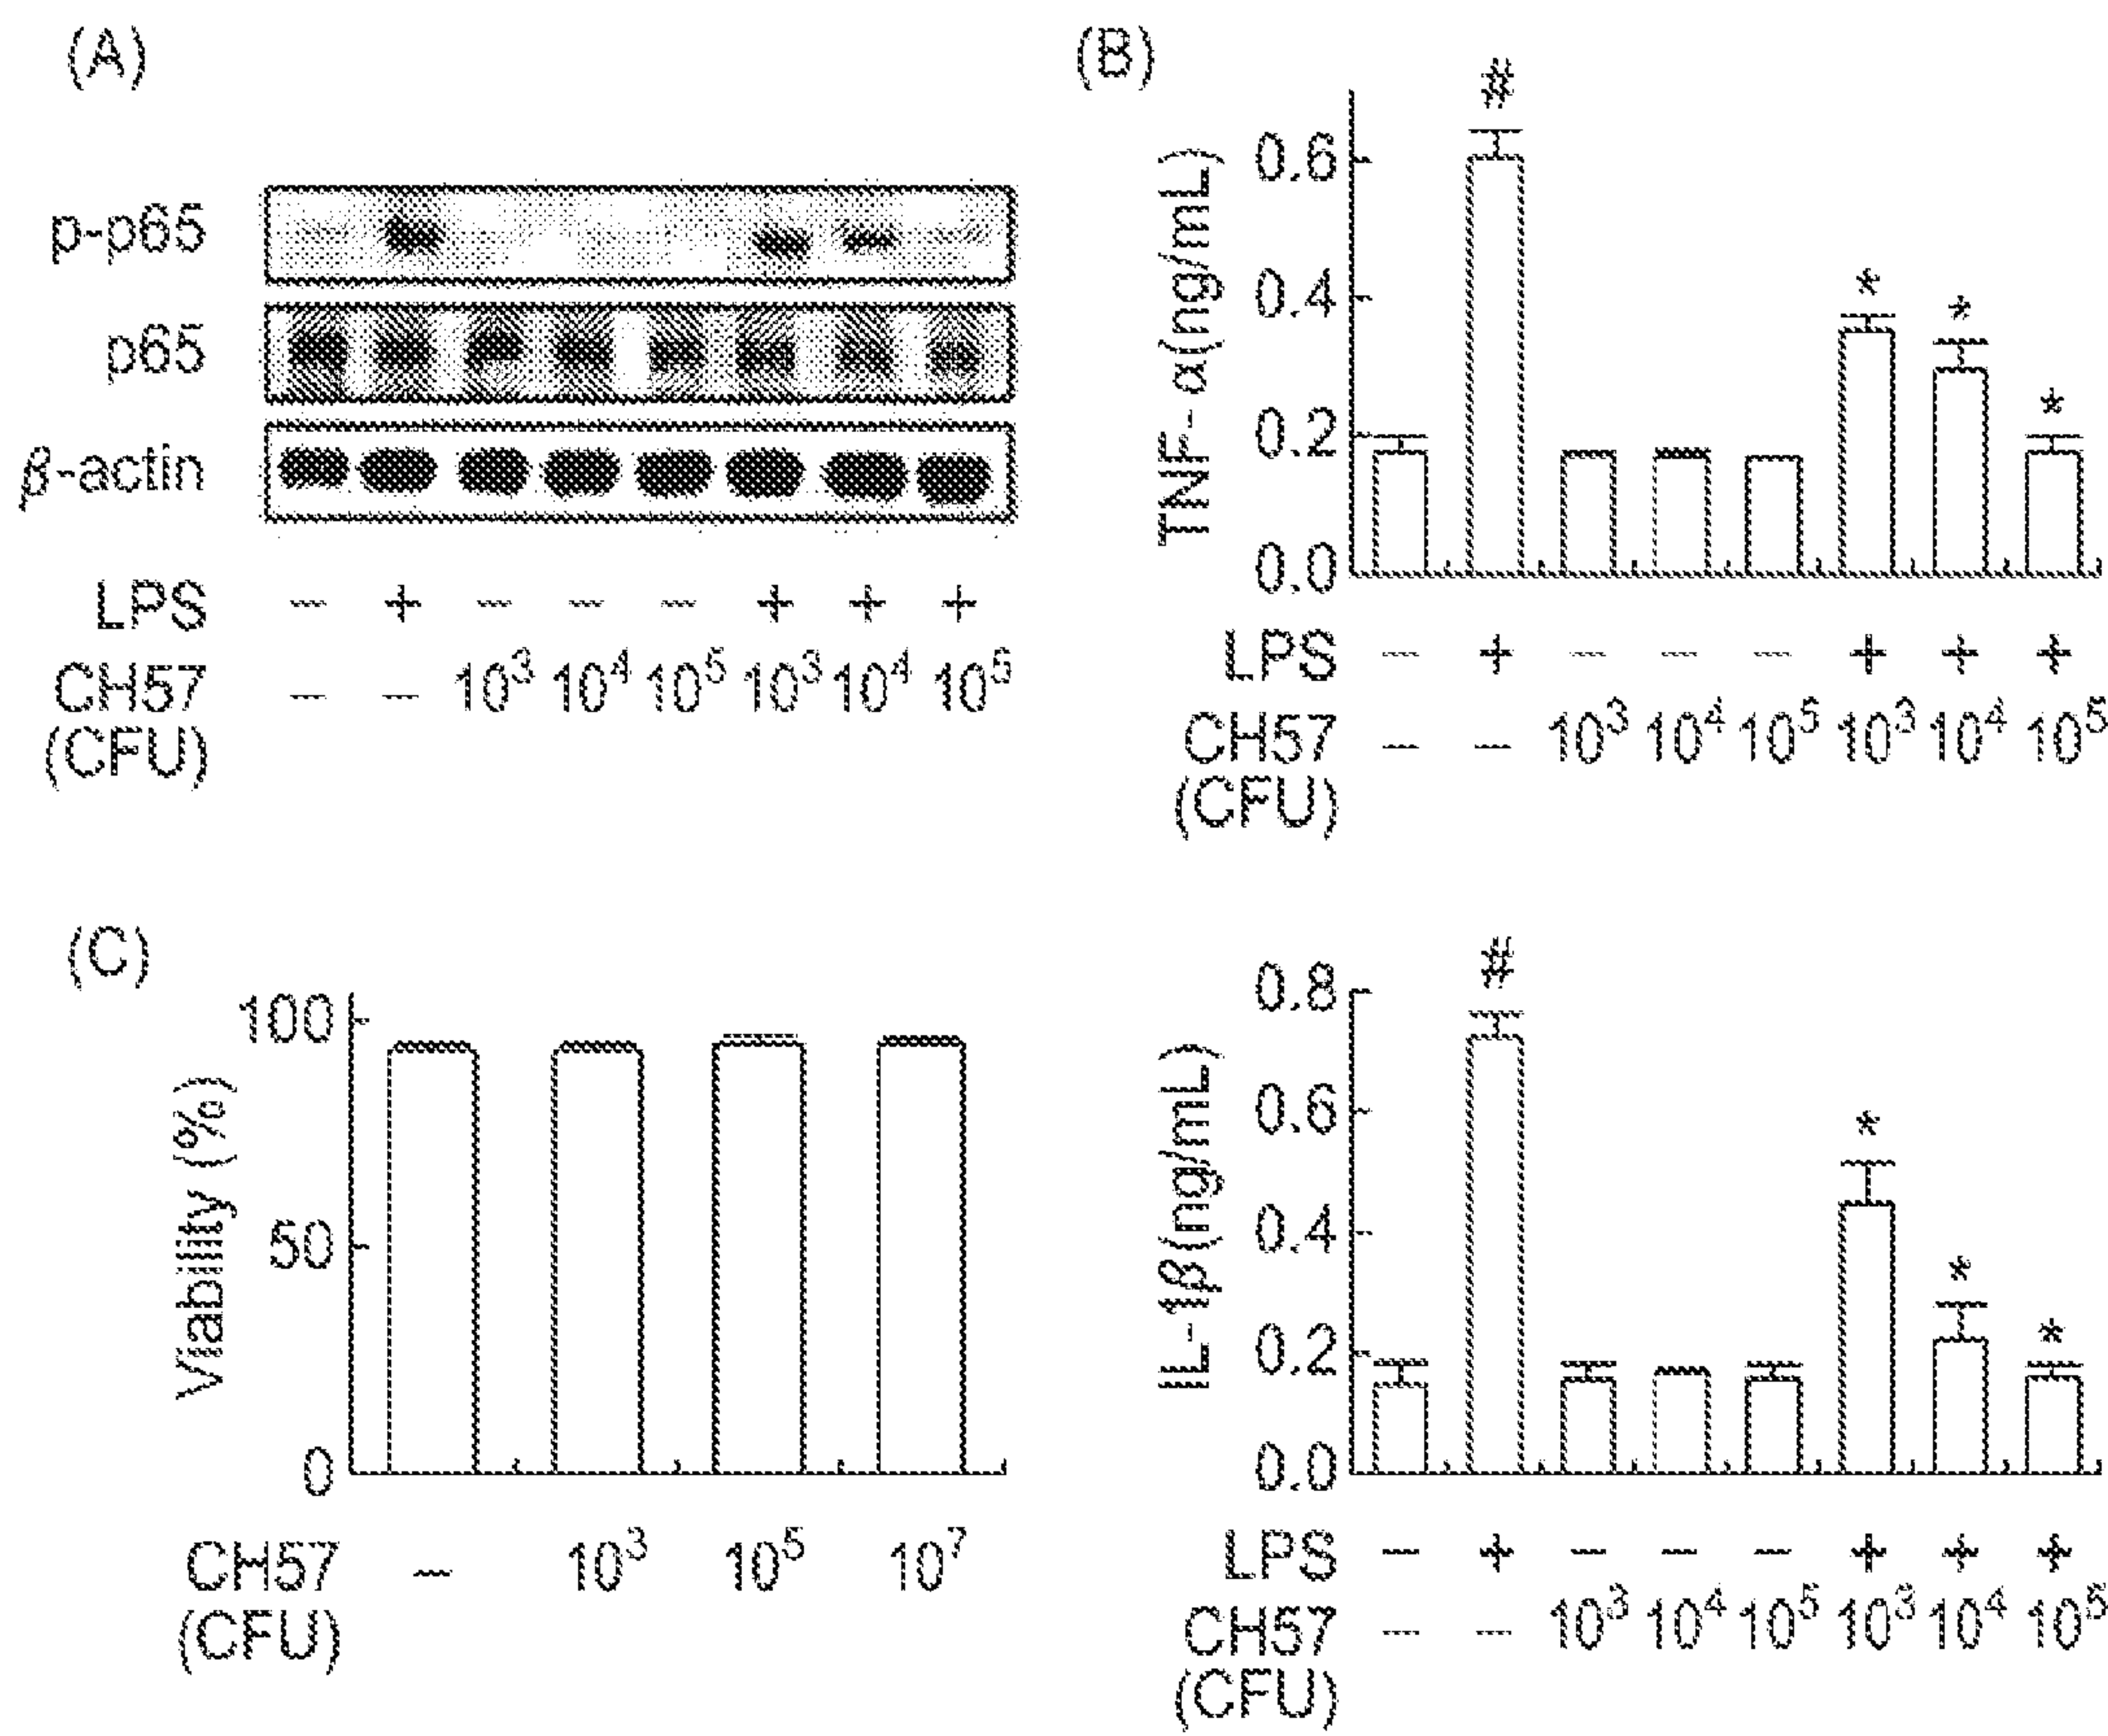 (A)
p-p65
p65
β-actin
LPS − + − − − + + +
CH57 − − 10³ 10⁴ 10⁵ 10³ 10⁴ 10⁵
(CFU)
(B)
#
TNF-α(ng/mL)
0.6
0.4
0.2
0.0
* * *
LPS − + − − − + + +
CH57 − − 10³ 10⁴ 10⁵ 10³ 10⁴ 10⁵
(CFU)
(C)
Viability (%)
100
50
0
CH57 − 10³ 10⁵ 10⁷
(CFU)
#
IL-1β(ng/mL)
0.8
0.6
0.4
0.2
0.0
* * *
LPS − + − − − + + +
CH57 − − 10³ 10⁴ 10⁵ 10³ 10⁴ 10⁵
(CFU)